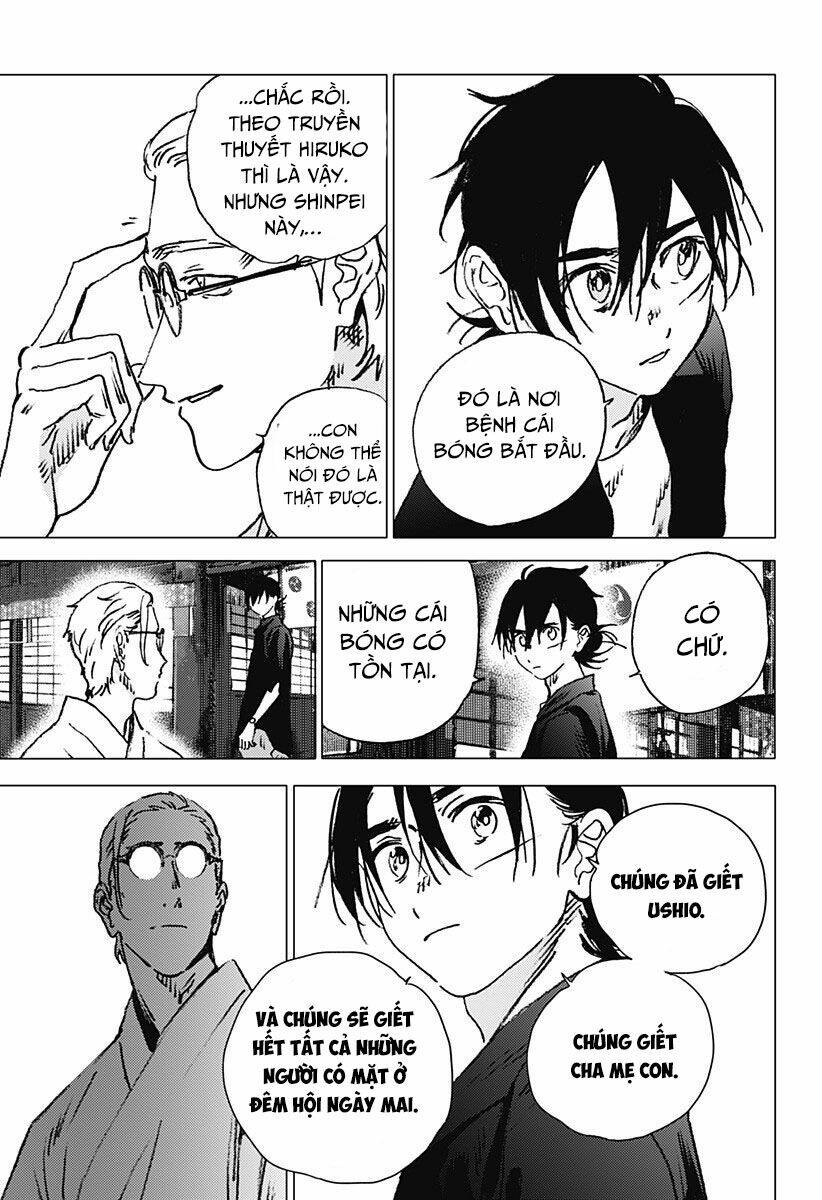 ĐÓ LÀ NƠI
BỆNH CÁI
BÓNG BẮT ĐẦU.
...CHẮC RỒI.
THEO TRUYỀN
THUYẾT HIRUKO
THÌ LÀ VẬY.
NHƯNG SHINPEI
NÀY,...
...CON
KHÔNG THỂ
NÓI ĐÓ LÀ
THẬT ĐƯỢC.
CÓ
CHỨ.
NHỮNG CÁI
BÓNG CÓ
TỒN TẠI.
CHÚNG ĐÃ GIẾT
USHIO.
CHÚNG GIẾT
CHA MẸ CON.
VÀ CHÚNG SẼ GIẾT
HẾT TẤT CẢ NHỮNG
NGƯỜI CÓ MẶT Ở
ĐÊM HỘI NGÀY MAI.